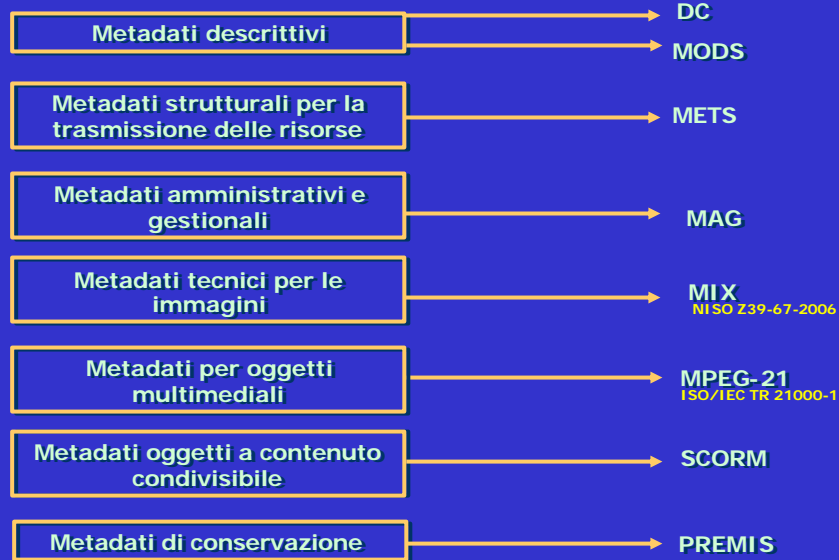 Metadati descrittivi
DC
MODS
Metadati strutturali per la
trasmissione delle risorse
METS
Metadati amministrativi e
gestionali
MAG
Metadati tecnici per le
immagini
MIX
NISO Z39-67-2006
Metadati per oggetti
multimediali
MPEG-21
ISO/IEC TR 21000-1
Metadati oggetti a contenuto
condivisibile
SCORM
Metadati di conservazione
PREMIS